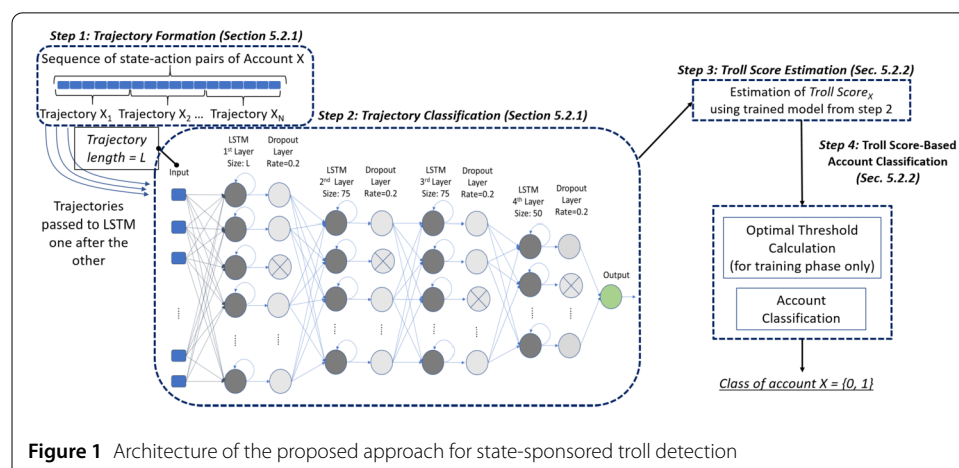 Step 1: Trajectory Formation (Section 5.2.1)
Sequence of state-action pairs of Account X
Trajectory X1 Trajectory X2 ... Trajectory XN
Trajectory
length = L
Trajectories
passed to LSTM
one after the
other
Step 2: Trajectory Classification (Section 5.2.1)
Input
LSTM
1st Layer
Size: L
Dropout
Layer
Rate=0.2
LSTM
2nd Layer
Size: 75
Dropout
Layer
Rate=0.2
LSTM
3rd Layer
Size: 75
Dropout
Layer
Rate=0.2
LSTM
4th Layer
Size: 50
Dropout
Layer
Rate=0.2
Output
Step 3: Troll Score Estimation (Sec. 5.2.2)
Estimation of Troll ScoreX
using trained model from step 2
Step 4: Troll Score-Based
Account Classification
(Sec. 5.2.2)
Optimal Threshold
Calculation
(for training phase only)
Account
Classification
Class of account X = {0, 1}
Figure 1 Architecture of the proposed approach for state-sponsored troll detection